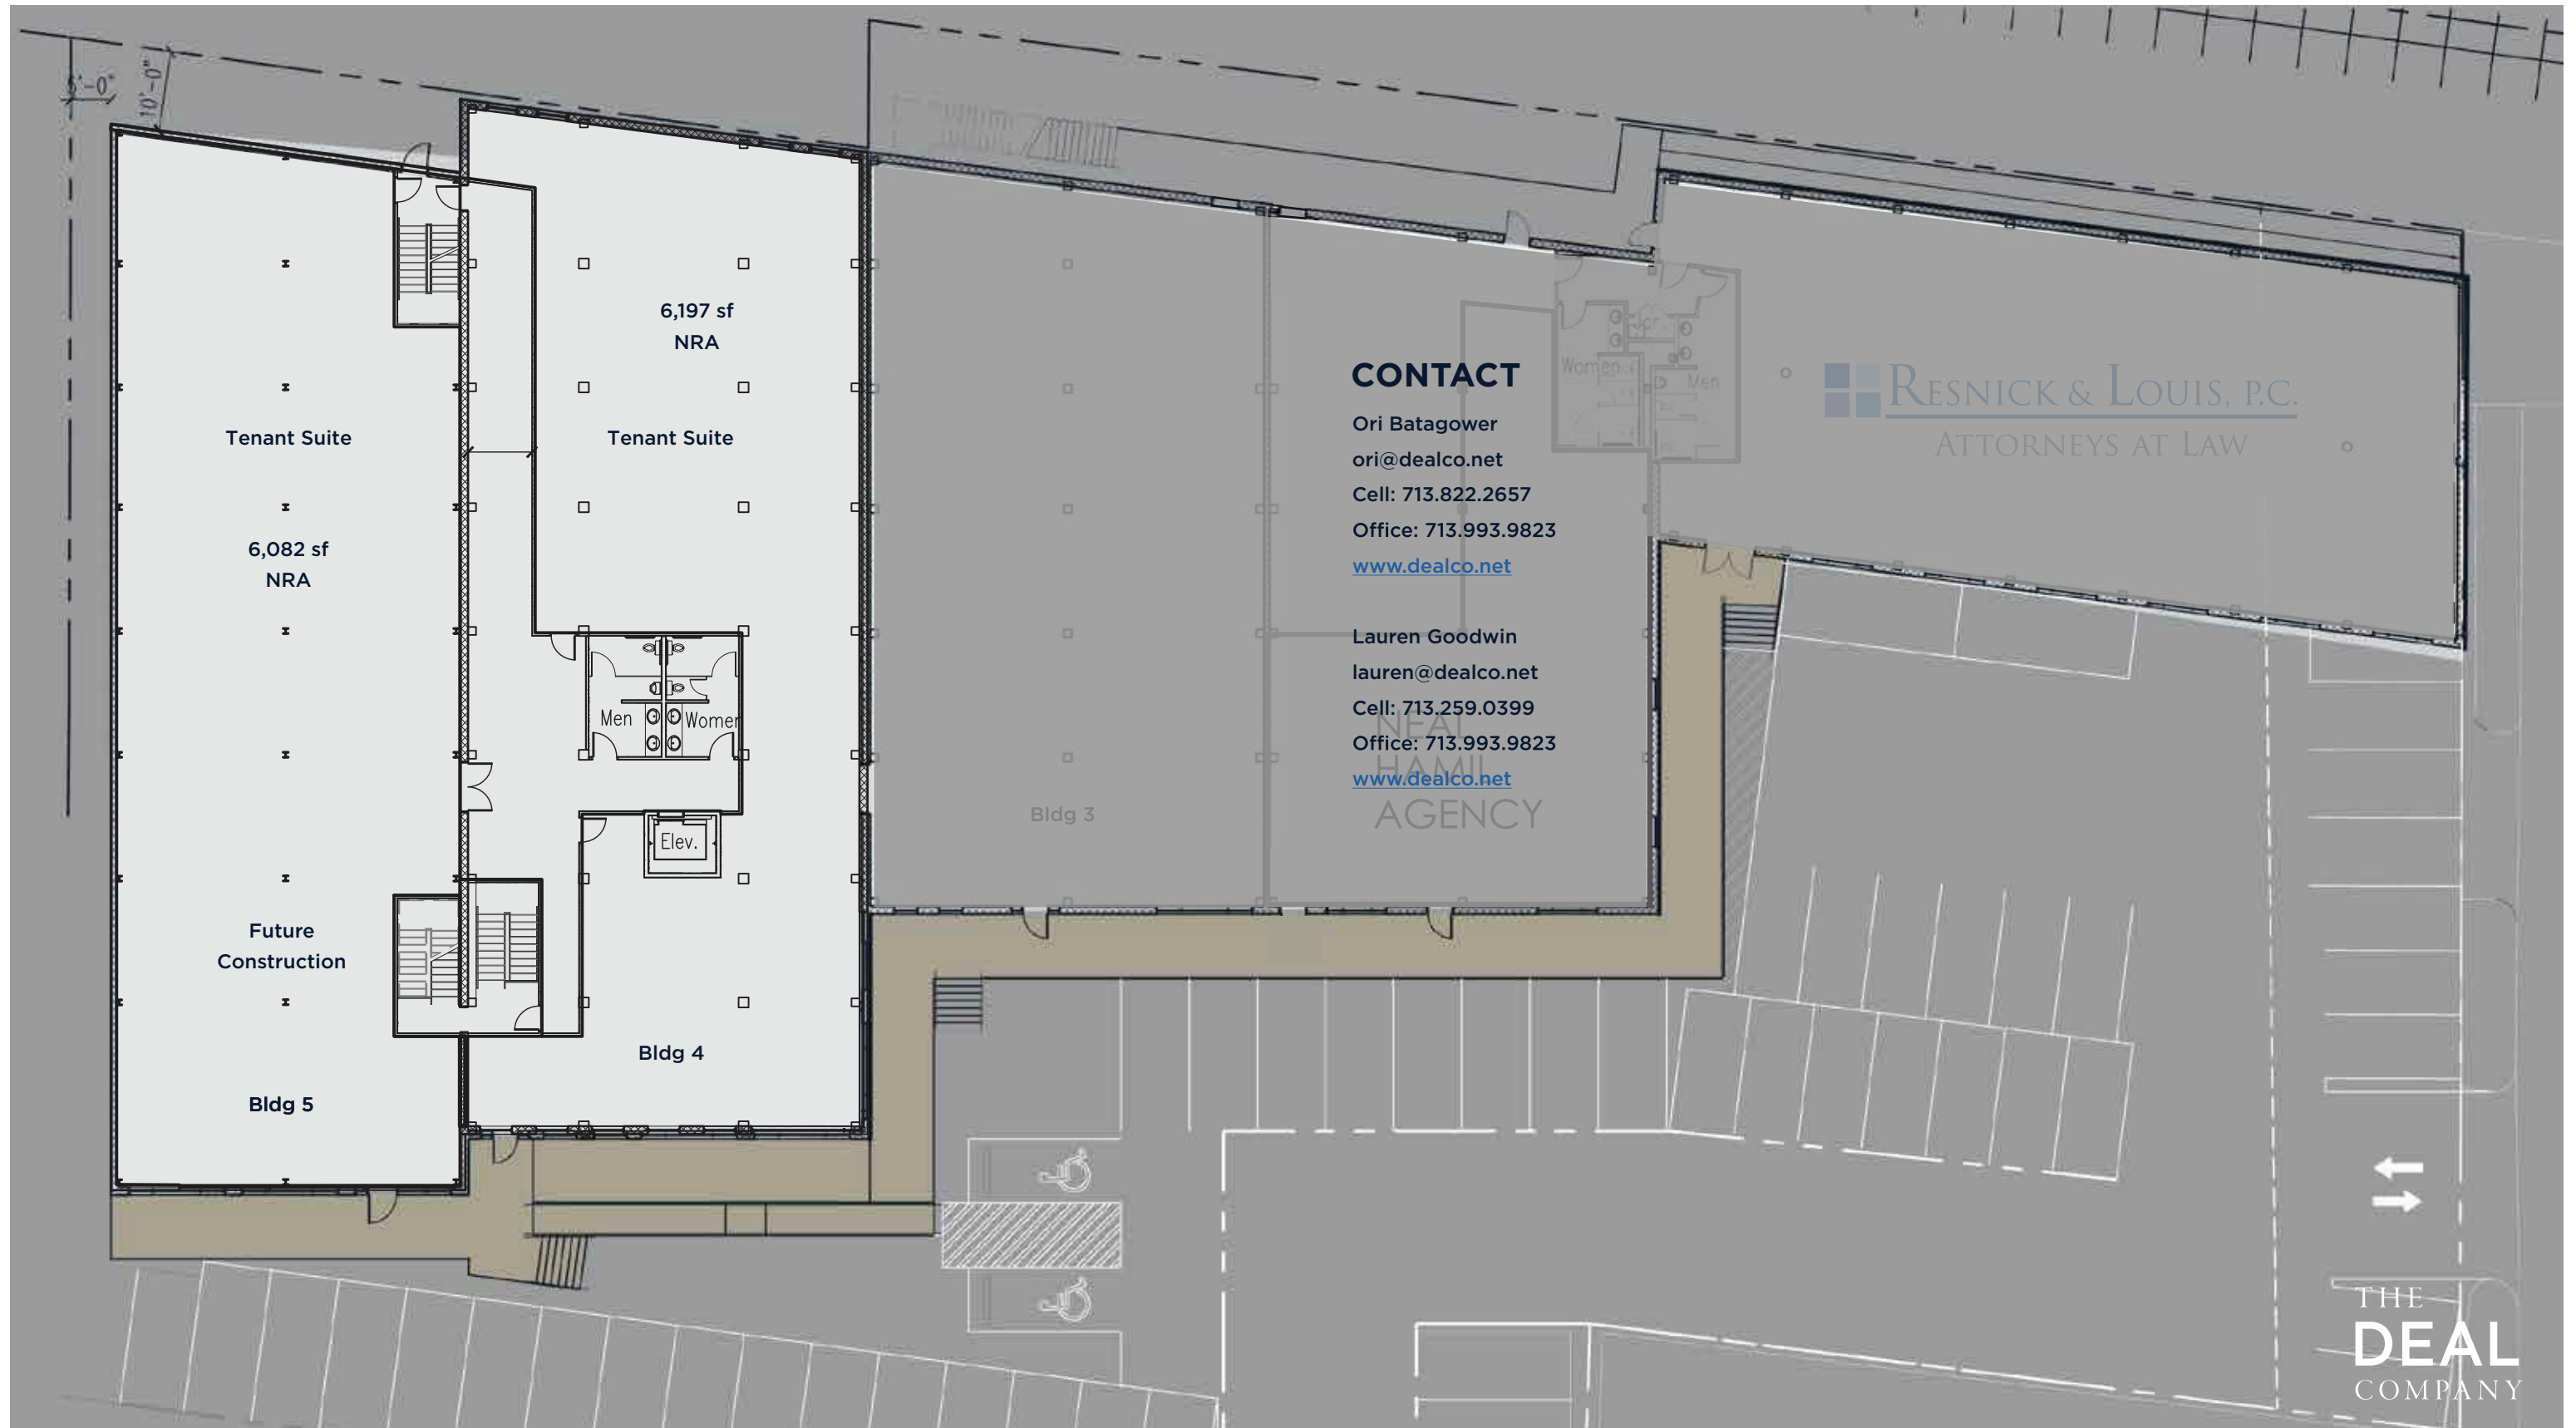 10'-0"
6,197 sf
NRA
Tenant Suite
Tenant Suite
6,082 sf
NRA
Men
Women
Elev.
Future
Construction
Bldg 4
Bldg 5
Bldg 3
CONTACT
Ori Batagower
ori@dealco.net
Cell: 713.822.2657
Office: 713.993.9823
www.dealco.net
Lauren Goodwin
lauren@dealco.net
Cell: 713.259.0399
Office: 713.993.9823
www.dealco.net
NEAL
HAMIL
AGENCY
Women
Men
RESNICK & LOUIS, P.C.
ATTORNEYS AT LAW
THE
DEAL
COMPANY